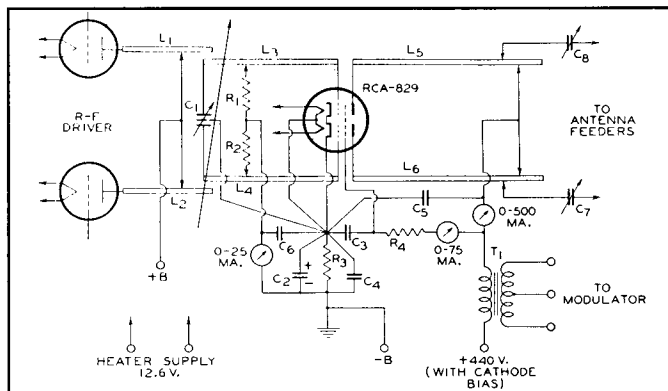 L1
L3
L5
C8
RCA-829
R-F
DRIVER
C1
R1
R2
TO
ANTENNA
FEEDERS
L2
L4
L6
C7
C5
0-500
MA.
+B
0-25
MA.
C6
C3
R4
0-75
MA.
T1
C2
+
-
R3
C4
TO
MODULATOR
-B
HEATER SUPPLY
12.6 V.
+440 V.
(WITH CATHODE
BIAS)